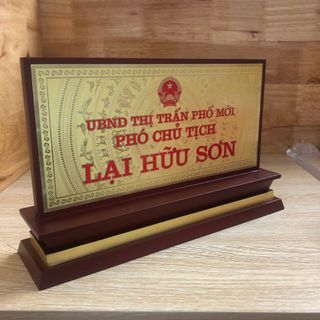 UBND THỊ TRẤN PHỐ MỚI
PHÓ CHỦ TỊCH
LẠI HỮU SƠN